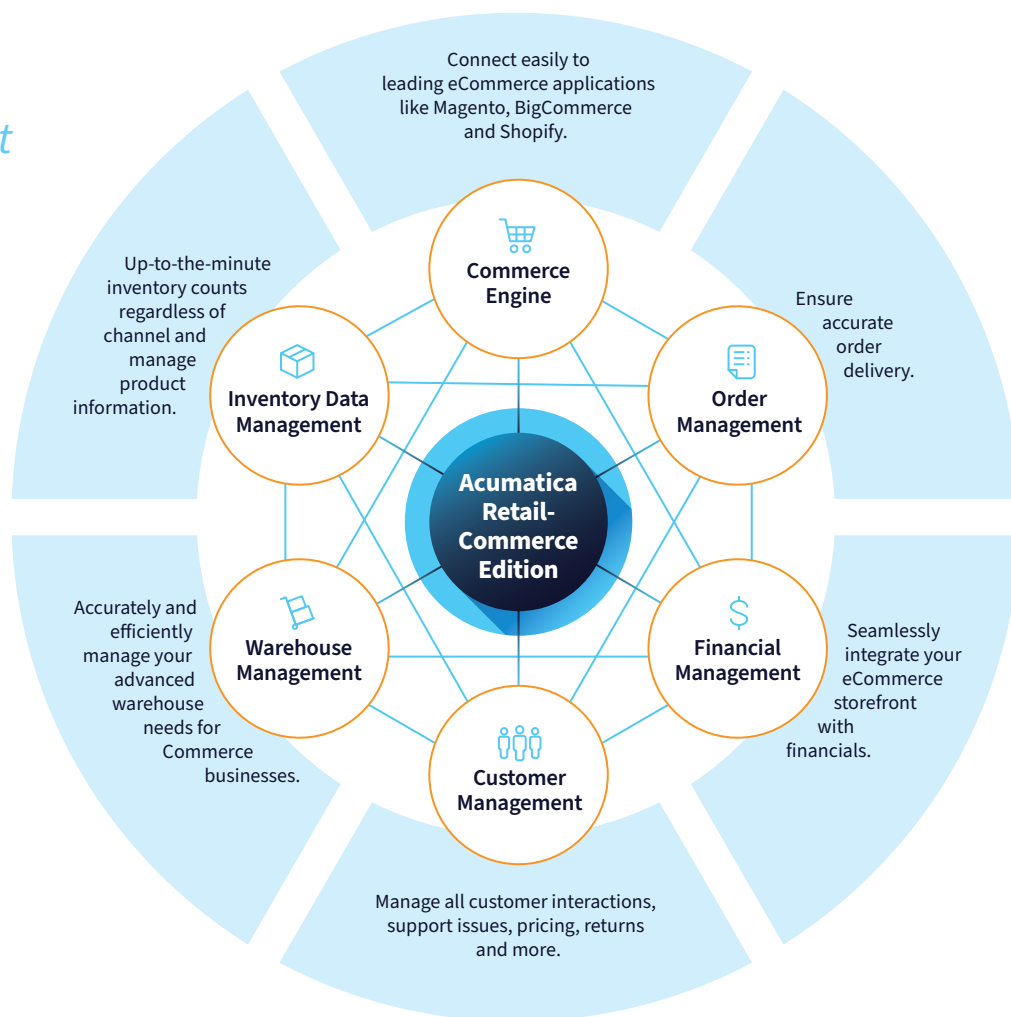 t
Connect easily to
leading eCommerce applications
like Magento, BigCommerce
and Shopify.
Commerce
Engine
Up-to-the-minute
inventory counts
regardless of
channel and
manage
product
information.
Inventory Data
Management
Ensure
accurate
order
delivery.
Order
Management
Acumatica
Retail-
Commerce
Edition
Accurately and
efficiently
manage your
advanced
warehouse
needs for
Commerce
businesses.
Warehouse
Management
Seamlessly
integrate your
eCommerce
storefront
with
financials.
Financial
Management
Customer
Management
Manage all customer interactions,
support issues, pricing, returns
and more.